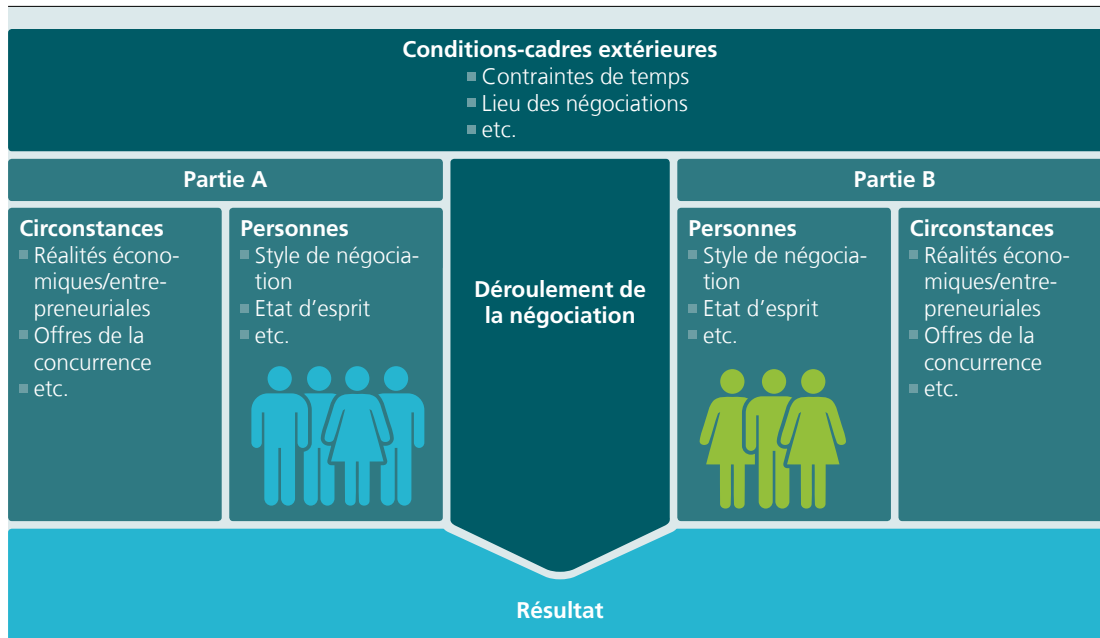 Conditions-cadres extérieures
■ Contraintes de temps
■ Lieu des négociations
■ etc.
Partie A
Circonstances
■ Réalités écono-
miques/entre-
preneuriales
■ Offres de la
concurrence
■ etc.
Personnes
■ Style de négocia-
tion
■ Etat d’esprit
■ etc.
Déroulement de
la négociation
Partie B
Personnes
■ Style de négocia-
tion
■ Etat d’esprit
■ etc.
Circonstances
■ Réalités écono-
miques/entre-
preneuriales
■ Offres de la
concurrence
■ etc.
Résultat